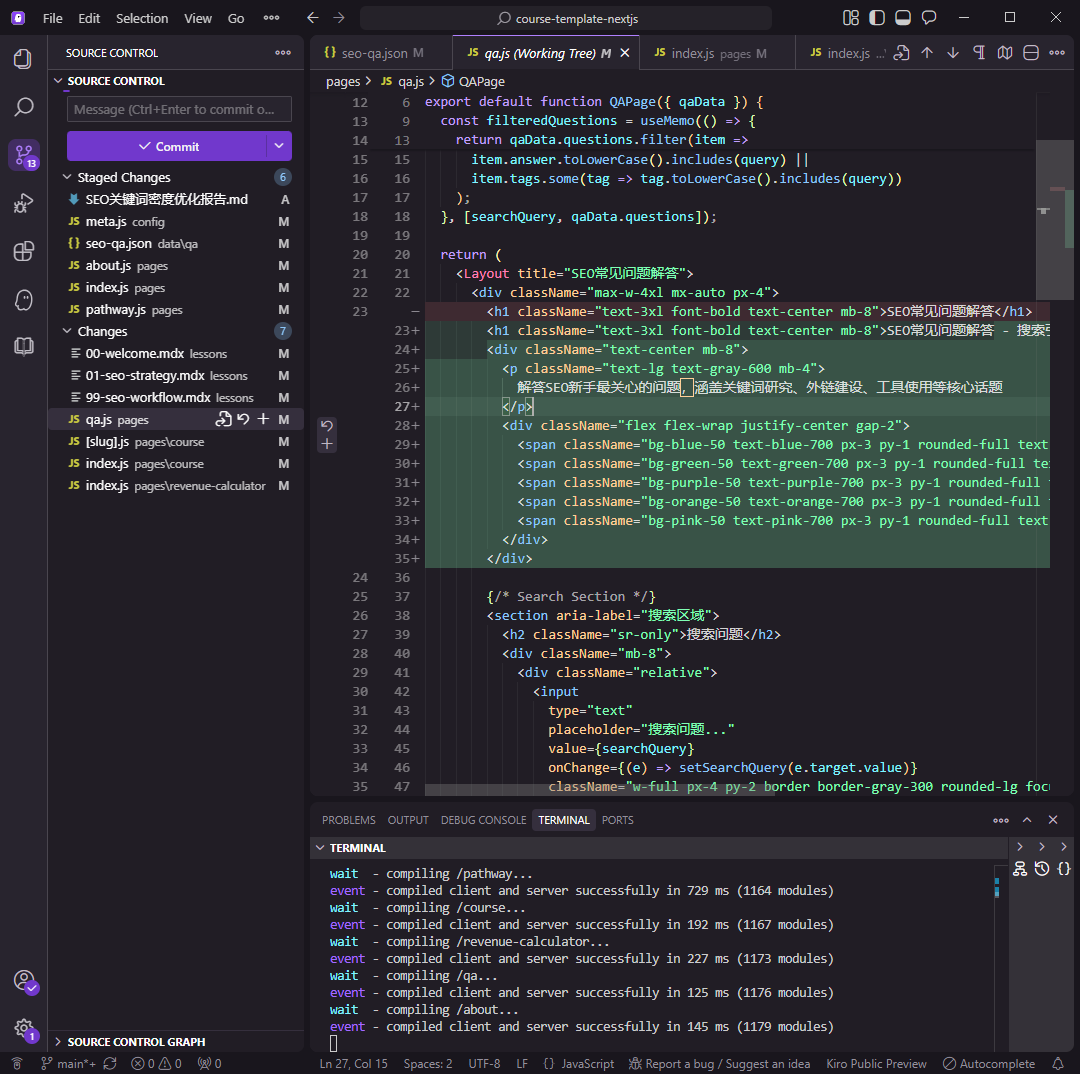 File Edit Selection View Go course-template-nextjs
SOURCE CONTROL
SOURCE CONTROL
Message (Ctrl+Enter to commit o...
Commit
Staged Changes 6
SEO关键词密度优化报告.md A
JS meta.js config M
{} seo-qa.json data\qa M
JS about.js pages M
JS index.js pages M
JS pathway.js pages M
Changes 7
00-welcome.mdx lessons M
01-seo-strategy.mdx lessons M
99-seo-workflow.mdx lessons M
JS qa.js pages M
JS [slug].js pages\course M
JS index.js pages\course M
JS index.js pages\revenue-calculator M
SOURCE CONTROL GRAPH
13
1
{} seo-qa.json M JS qa.js (Working Tree) M JS index.js pages M JS index.js ...
pages > JS qa.js > QAPage
12 6 export default function QAPage({ qaData }) {
13 9 const filteredQuestions = useMemo(() => {
14 13 return qaData.questions.filter(item =>
15 15 item.answer.toLowerCase().includes(query) ||
16 16 item.tags.some(tag => tag.toLowerCase().includes(query))
17 17 );
18 18 }, [searchQuery, qaData.questions]);
19 19
20 20 return (
21 21 <Layout title="SEO常见问题解答">
22 22 <div className="max-w-4xl mx-auto px-4">
23 − <h1 className="text-3xl font-bold text-center mb-8">SEO常见问题解答</h1>
23+ <h1 className="text-3xl font-bold text-center mb-8">SEO常见问题解答 - 搜索
24+ <div className="text-center mb-8">
25+ <p className="text-lg text-gray-600 mb-4">
26+ 解答SEO新手最关心的问题，涵盖关键词研究、外链建设、工具使用等核心话题
27+ </p>
28+ <div className="flex flex-wrap justify-center gap-2">
29+ <span className="bg-blue-50 text-blue-700 px-3 py-1 rounded-full text
30+ <span className="bg-green-50 text-green-700 px-3 py-1 rounded-full te
31+ <span className="bg-purple-50 text-purple-700 px-3 py-1 rounded-full
32+ <span className="bg-orange-50 text-orange-700 px-3 py-1 rounded-full
33+ <span className="bg-pink-50 text-pink-700 px-3 py-1 rounded-full text
34+ </div>
35+ </div>
24 36
25 37 {/* Search Section */}
26 38 <section aria-label="搜索区域">
27 39 <h2 className="sr-only">搜索问题</h2>
28 40 <div className="mb-8">
29 41 <div className="relative">
30 42 <input
31 43 type="text"
32 44 placeholder="搜索问题..."
33 45 value={searchQuery}
34 46 onChange={(e) => setSearchQuery(e.target.value)}
35 47 className="w-full px-4 py-2 border border-gray-300 rounded-lg focu
PROBLEMS OUTPUT DEBUG CONSOLE TERMINAL PORTS
TERMINAL
wait - compiling /pathway...
event - compiled client and server successfully in 729 ms (1164 modules)
wait - compiling /course...
event - compiled client and server successfully in 192 ms (1167 modules)
wait - compiling /revenue-calculator...
event - compiled client and server successfully in 227 ms (1173 modules)
wait - compiling /qa...
event - compiled client and server successfully in 125 ms (1176 modules)
wait - compiling /about...
event - compiled client and server successfully in 145 ms (1179 modules)
main*+ 0 0 0 Ln 27, Col 15 Spaces: 2 UTF-8 LF {} JavaScript Report a bug / Suggest an idea Kiro Public Preview Autocomplete